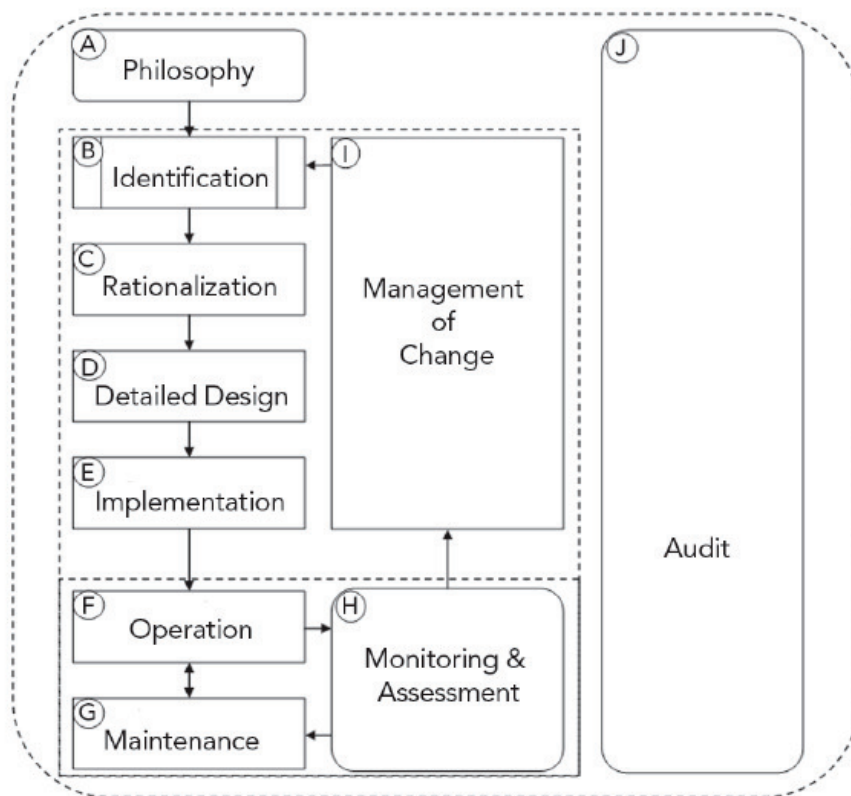 A
Philosophy
B
Identification
C
Rationalization
D
Detailed Design
E
Implementation
F
Operation
G
Maintenance
H
Monitoring &
Assessment
I
Management
of
Change
J
Audit